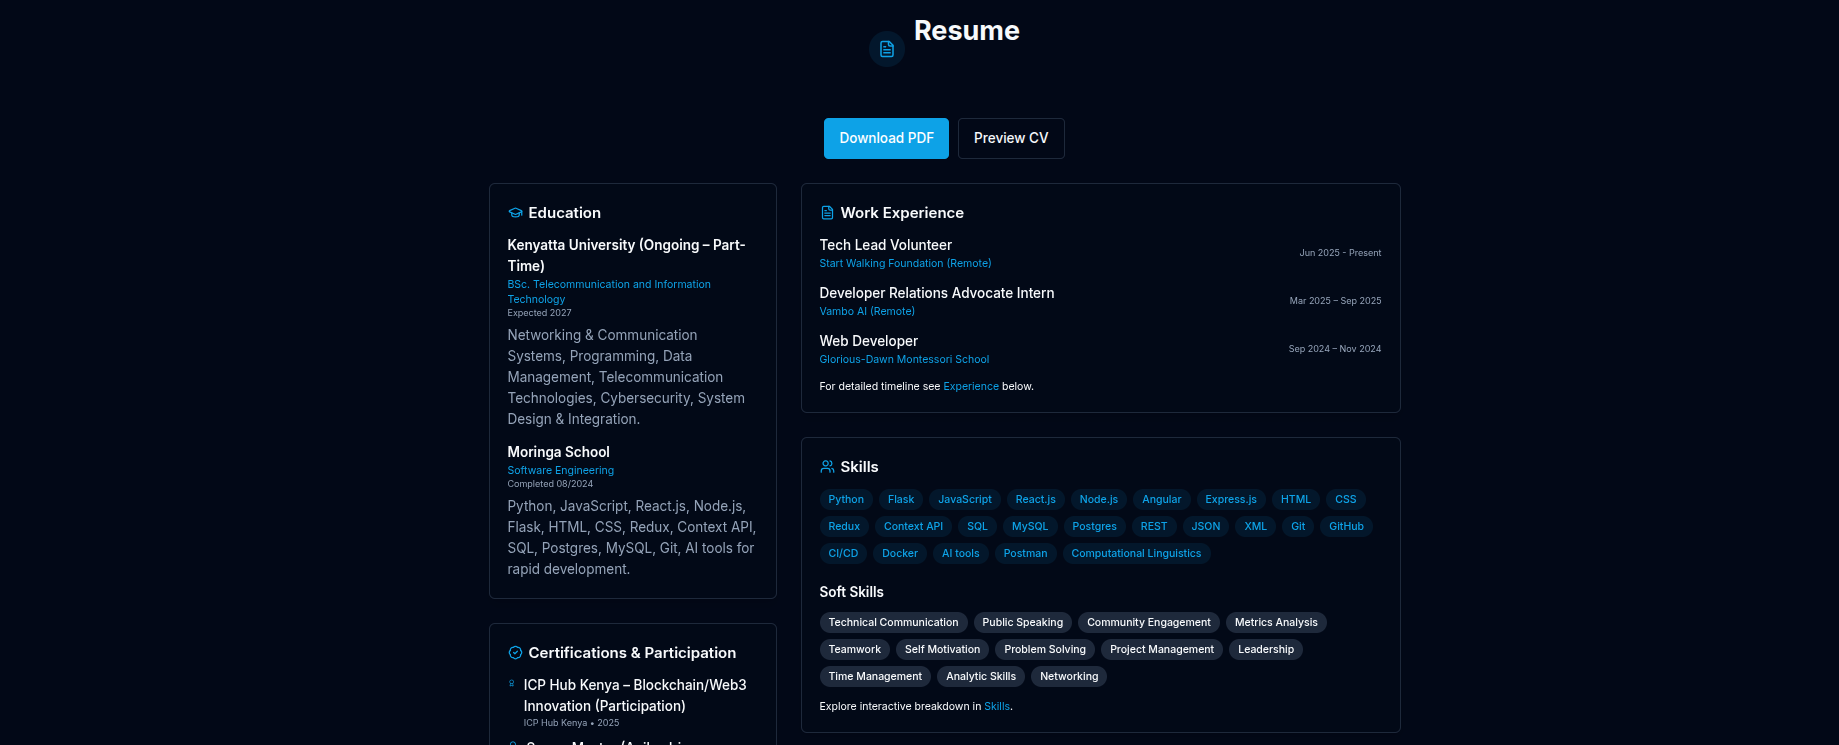 Resume
Download PDF
Preview CV
Education
Kenyatta University (Ongoing – Part-
Time)
BSc. Telecommunication and Information
Technology
Expected 2027
Networking & Communication
Systems, Programming, Data
Management, Telecommunication
Technologies, Cybersecurity, System
Design & Integration.
Moringa School
Software Engineering
Completed 08/2024
Python, JavaScript, React.js, Node.js,
Flask, HTML, CSS, Redux, Context API,
SQL, Postgres, MySQL, Git, AI tools for
rapid development.
Certifications & Participation
ICP Hub Kenya – Blockchain/Web3
Innovation (Participation)
ICP Hub Kenya • 2025
Work Experience
Tech Lead Volunteer
Start Walking Foundation (Remote)
Jun 2025 - Present
Developer Relations Advocate Intern
Vambo AI (Remote)
Mar 2025 – Sep 2025
Web Developer
Glorious-Dawn Montessori School
Sep 2024 – Nov 2024
For detailed timeline see Experience below.
Skills
Python Flask JavaScript React.js Node.js Angular Express.js HTML CSS
Redux Context API SQL MySQL Postgres REST JSON XML Git GitHub
CI/CD Docker AI tools Postman Computational Linguistics
Soft Skills
Technical Communication Public Speaking Community Engagement Metrics Analysis
Teamwork Self Motivation Problem Solving Project Management Leadership
Time Management Analytic Skills Networking
Explore interactive breakdown in Skills.